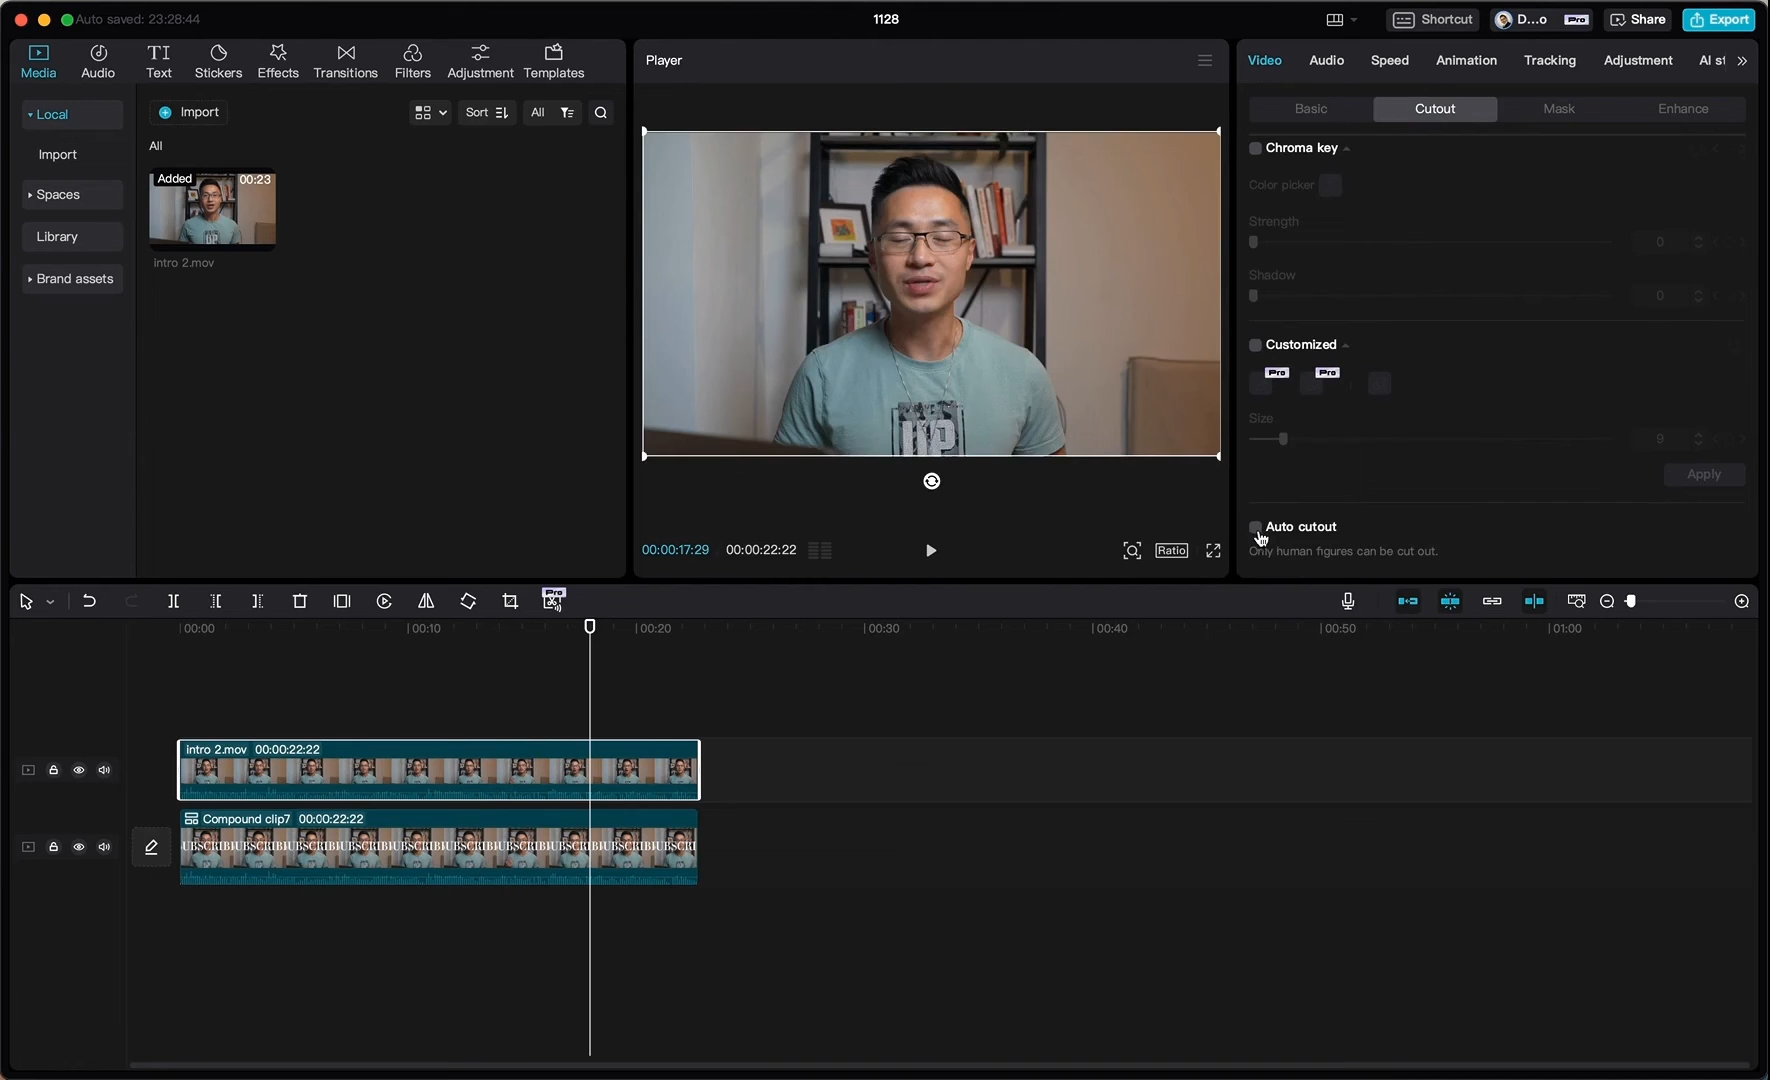 Auto saved: 23:28:44
1128
Shortcut
D...o
Pro
Share
Export
Media
Audio
Text
Stickers
Effects
Transitions
Filters
Adjustment
Templates
Local
Import
Spaces
Library
Brand assets
Import
Sort
All
All
Added
00:23
intro 2.mov
Player
00:00:17:29
00:00:22:22
Ratio
Video
Audio
Speed
Animation
Tracking
Adjustment
AI st
Basic
Cutout
Mask
Enhance
Chroma key
Color picker
Strength
0
Shadow
0
Customized
Pro
Pro
Size
9
Apply
Auto cutout
Only human figures can be cut out.
Pro
00:00
00:10
00:20
00:30
00:40
00:50
01:00
intro 2.mov 00:00:22:22
Compound clip7 00:00:22:22